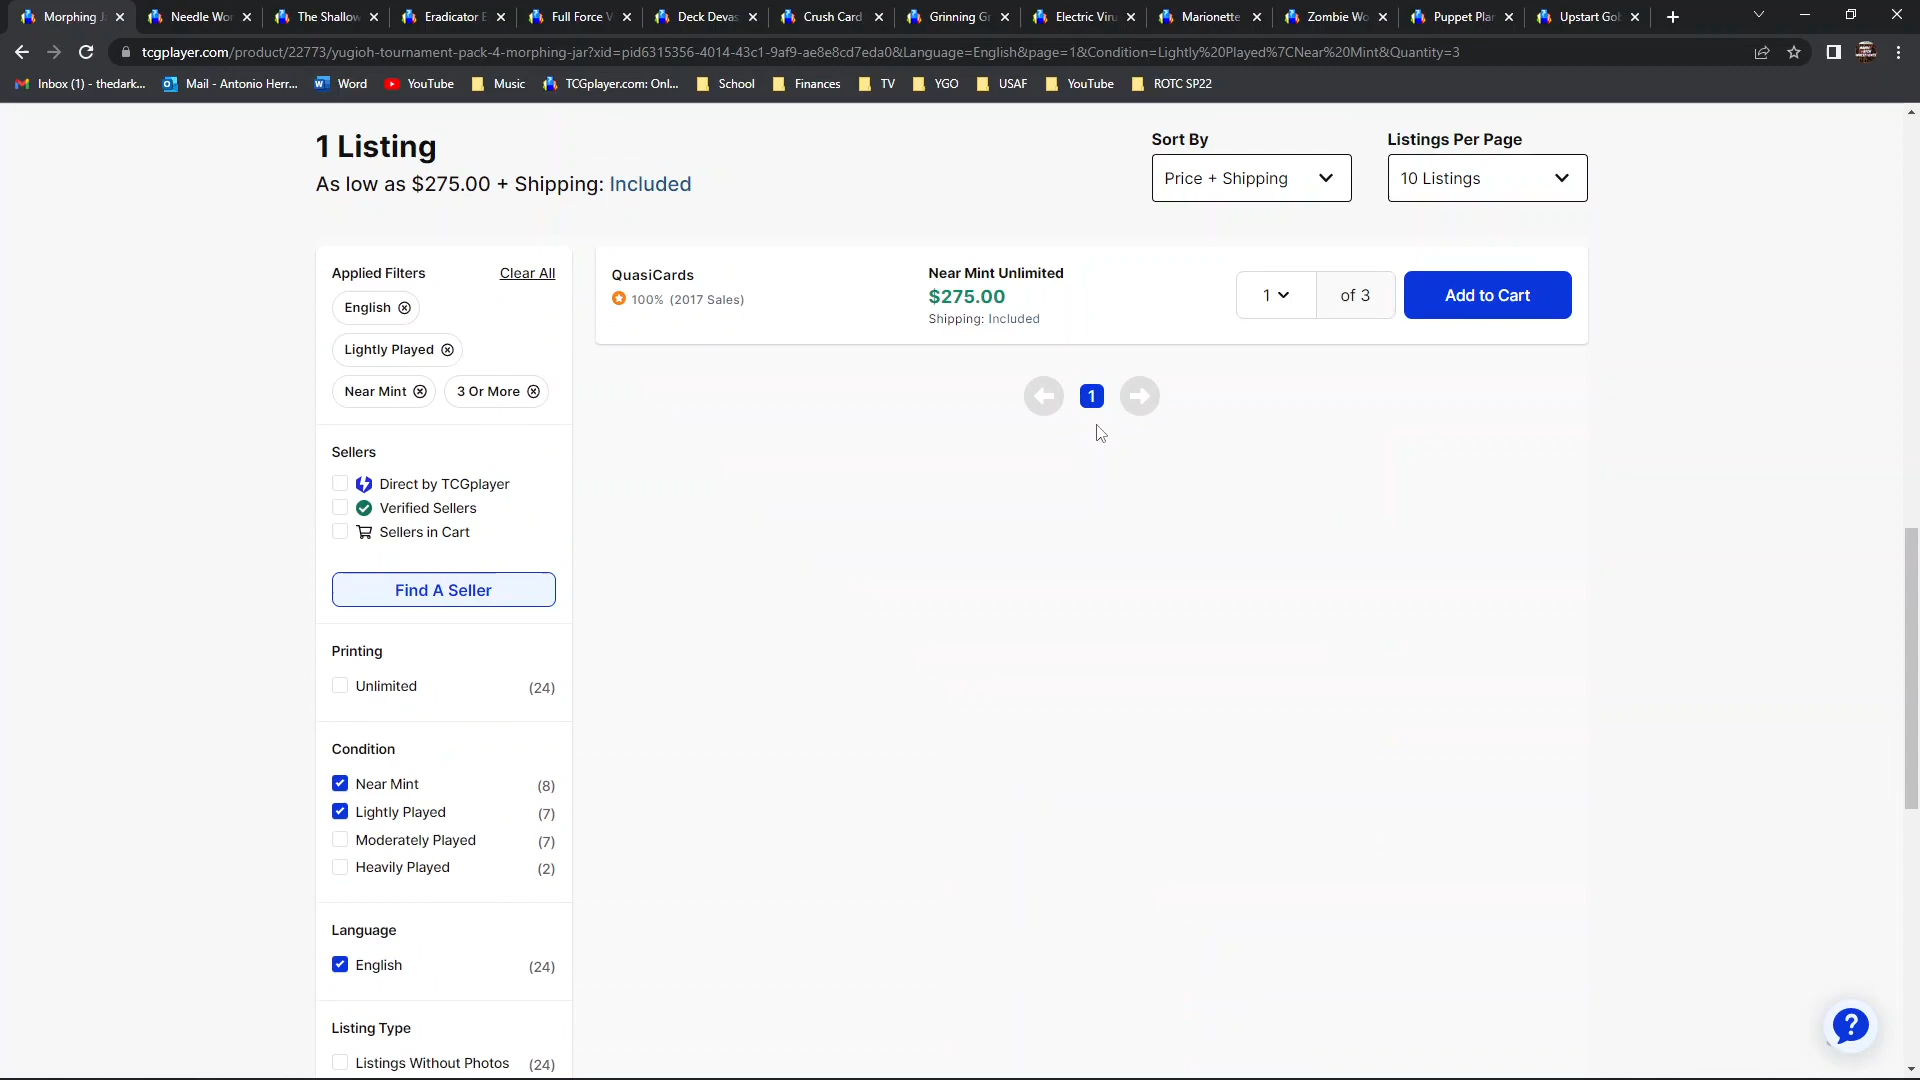 Morphing J
Needle Wo
The Shallow
Eradicator E
Full Force V
Deck Devas
Crush Card
Grinning Gr
Electric Viru
Marionette
Zombie Wo
Puppet Plan
Upstart Gob
tcgplayer.com/product/22773/yugioh-tournament-pack-4-morphing-jar?xid=pid6315356-4014-43c1-9af9-ae8e8cd7eda0&Language=English&page=1&Condition=Lightly%20Played%7CNear%20Mint&Quantity=3
Inbox (1) - thedark...
Mail - Antonio Herr...
Word
YouTube
Music
TCGplayer.com: Onl...
School
Finances
TV
YGO
USAF
YouTube
ROTC SP22
1 Listing
As low as $275.00 + Shipping: Included
Sort By
Price + Shipping
Listings Per Page
10 Listings
Applied Filters
Clear All
English
Lightly Played
Near Mint
3 Or More
QuasiCards
100% (2017 Sales)
Near Mint Unlimited
$275.00
Shipping: Included
1
of 3
Add to Cart
1
Sellers
Direct by TCGplayer
Verified Sellers
Sellers in Cart
Find A Seller
Printing
Unlimited (24)
Condition
Near Mint (8)
Lightly Played (7)
Moderately Played (7)
Heavily Played (2)
Language
English (24)
Listing Type
Listings Without Photos (24)
?